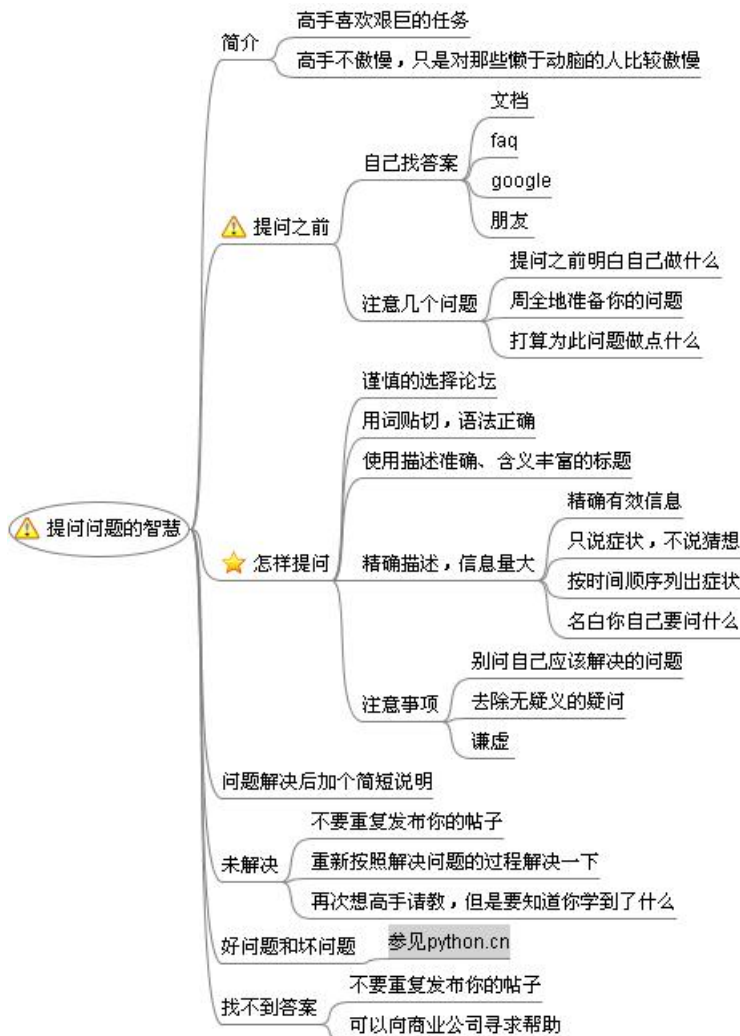 提问问题的智慧
简介
高手喜欢艰巨的任务
高手不傲慢，只是对那些懒于动脑的人比较傲慢
提问之前
自己找答案
文档
faq
google
朋友
注意几个问题
提问之前明白自己做什么
周全地准备你的问题
打算为此问题做点什么
怎样提问
谨慎的选择论坛
用词贴切，语法正确
使用描述准确、含义丰富的标题
精确描述，信息量大
精确有效信息
只说症状，不说猜想
按时间顺序列出症状
名白你自己要问什么
注意事项
别问自己应该解决的问题
去除无疑义的疑问
谦虚
问题解决后加个简短说明
未解决
不要重复发布你的帖子
重新按照解决问题的过程解决一下
再次想高手请教，但是要知道你学到了什么
好问题和坏问题
参见python.cn
找不到答案
不要重复发布你的帖子
可以向商业公司寻求帮助